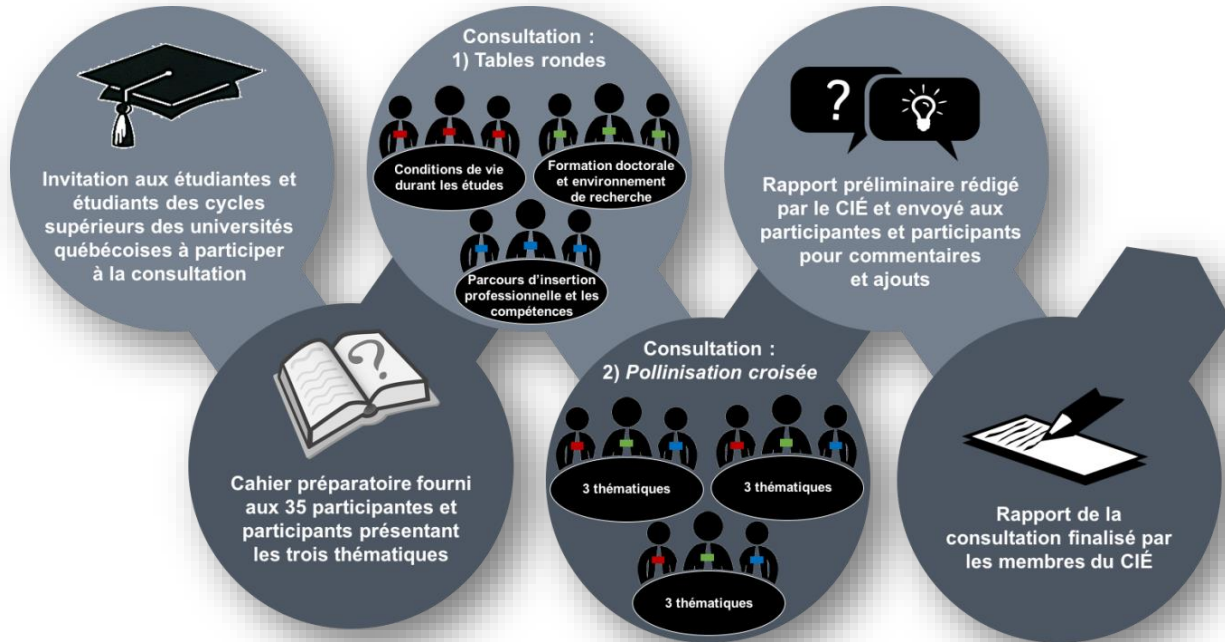 Invitation aux étudiantes et
étudiants des cycles
supérieurs des universités
québécoises à participer
à la consultation
Cahier préparatoire fourni
aux 35 participantes et
participants présentant
les trois thématiques
Consultation :
1) Tables rondes
Conditions de vie
durant les études
Formation doctorale
et environnement
de recherche
Parcours d'insertion
professionnelle et les
compétences
Consultation :
2) Pollinisation croisée
3 thématiques
3 thématiques
3 thématiques
?
Rapport préliminaire rédigé
par le CIÉ et envoyé aux
participantes et participants
pour commentaires
et ajouts
Rapport de la
consultation finalisé par
les membres du CIÉ